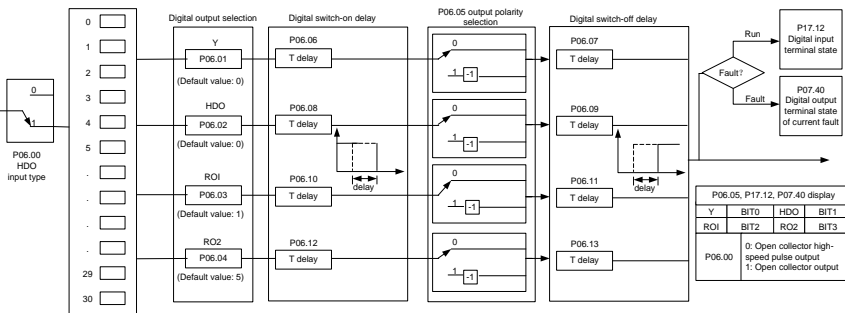 0
1
2
3
4
5
.
.
.
29
30
0
1
P06.00
HDO
input type
Digital output selection
Y
P06.01
(Default value: 0)
HDO
P06.02
(Default value: 0)
ROI
P06.03
(Default value: 1)
RO2
P06.04
(Default value: 5)
Digital switch-on delay
P06.06
T delay
P06.08
T delay
delay
P06.10
T delay
P06.12
T delay
P06.05 output polarity
selection
0
1
-1
0
1
-1
0
1
-1
0
1
-1
Digital switch-off delay
P06.07
T delay
P06.09
T delay
delay
P06.11
T delay
P06.13
T delay
Fault?
Run
Fault
P17.12
Digital input
terminal state
P07.40
Digital output
terminal state
of current fault
P06.05, P17.12, P07.40 display
Y BIT0 HDO BIT1
ROI BIT2 RO2 BIT3
P06.00
0: Open collector high-
speed pulse output
1: Open collector output